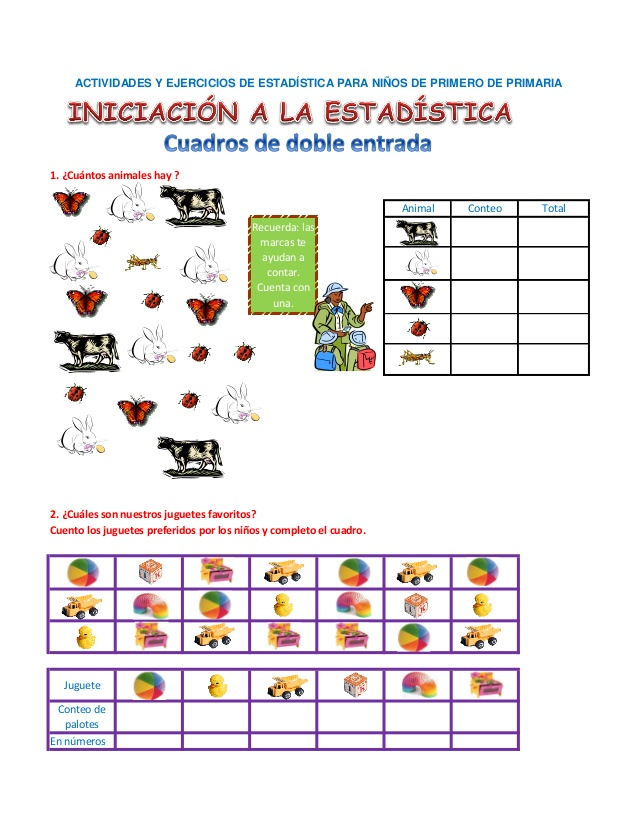 ACTIVIDADES Y EJERCICIOS DE ESTADÍSTICA PARA NIÑOS DE PRIMERO DE PRIMARIA
INICIACIÓN A LA ESTADÍSTICA
Cuadros de doble entrada
1. ¿Cuántos animales hay ?
Recuerda: las
marcas te
ayudan a
contar.
Cuenta con
una.
Animal Conteo Total
2. ¿Cuáles son nuestros juguetes favoritos?
Cuento los juguetes preferidos por los niños y completo el cuadro.
Juguete
Conteo de
palotes
En números